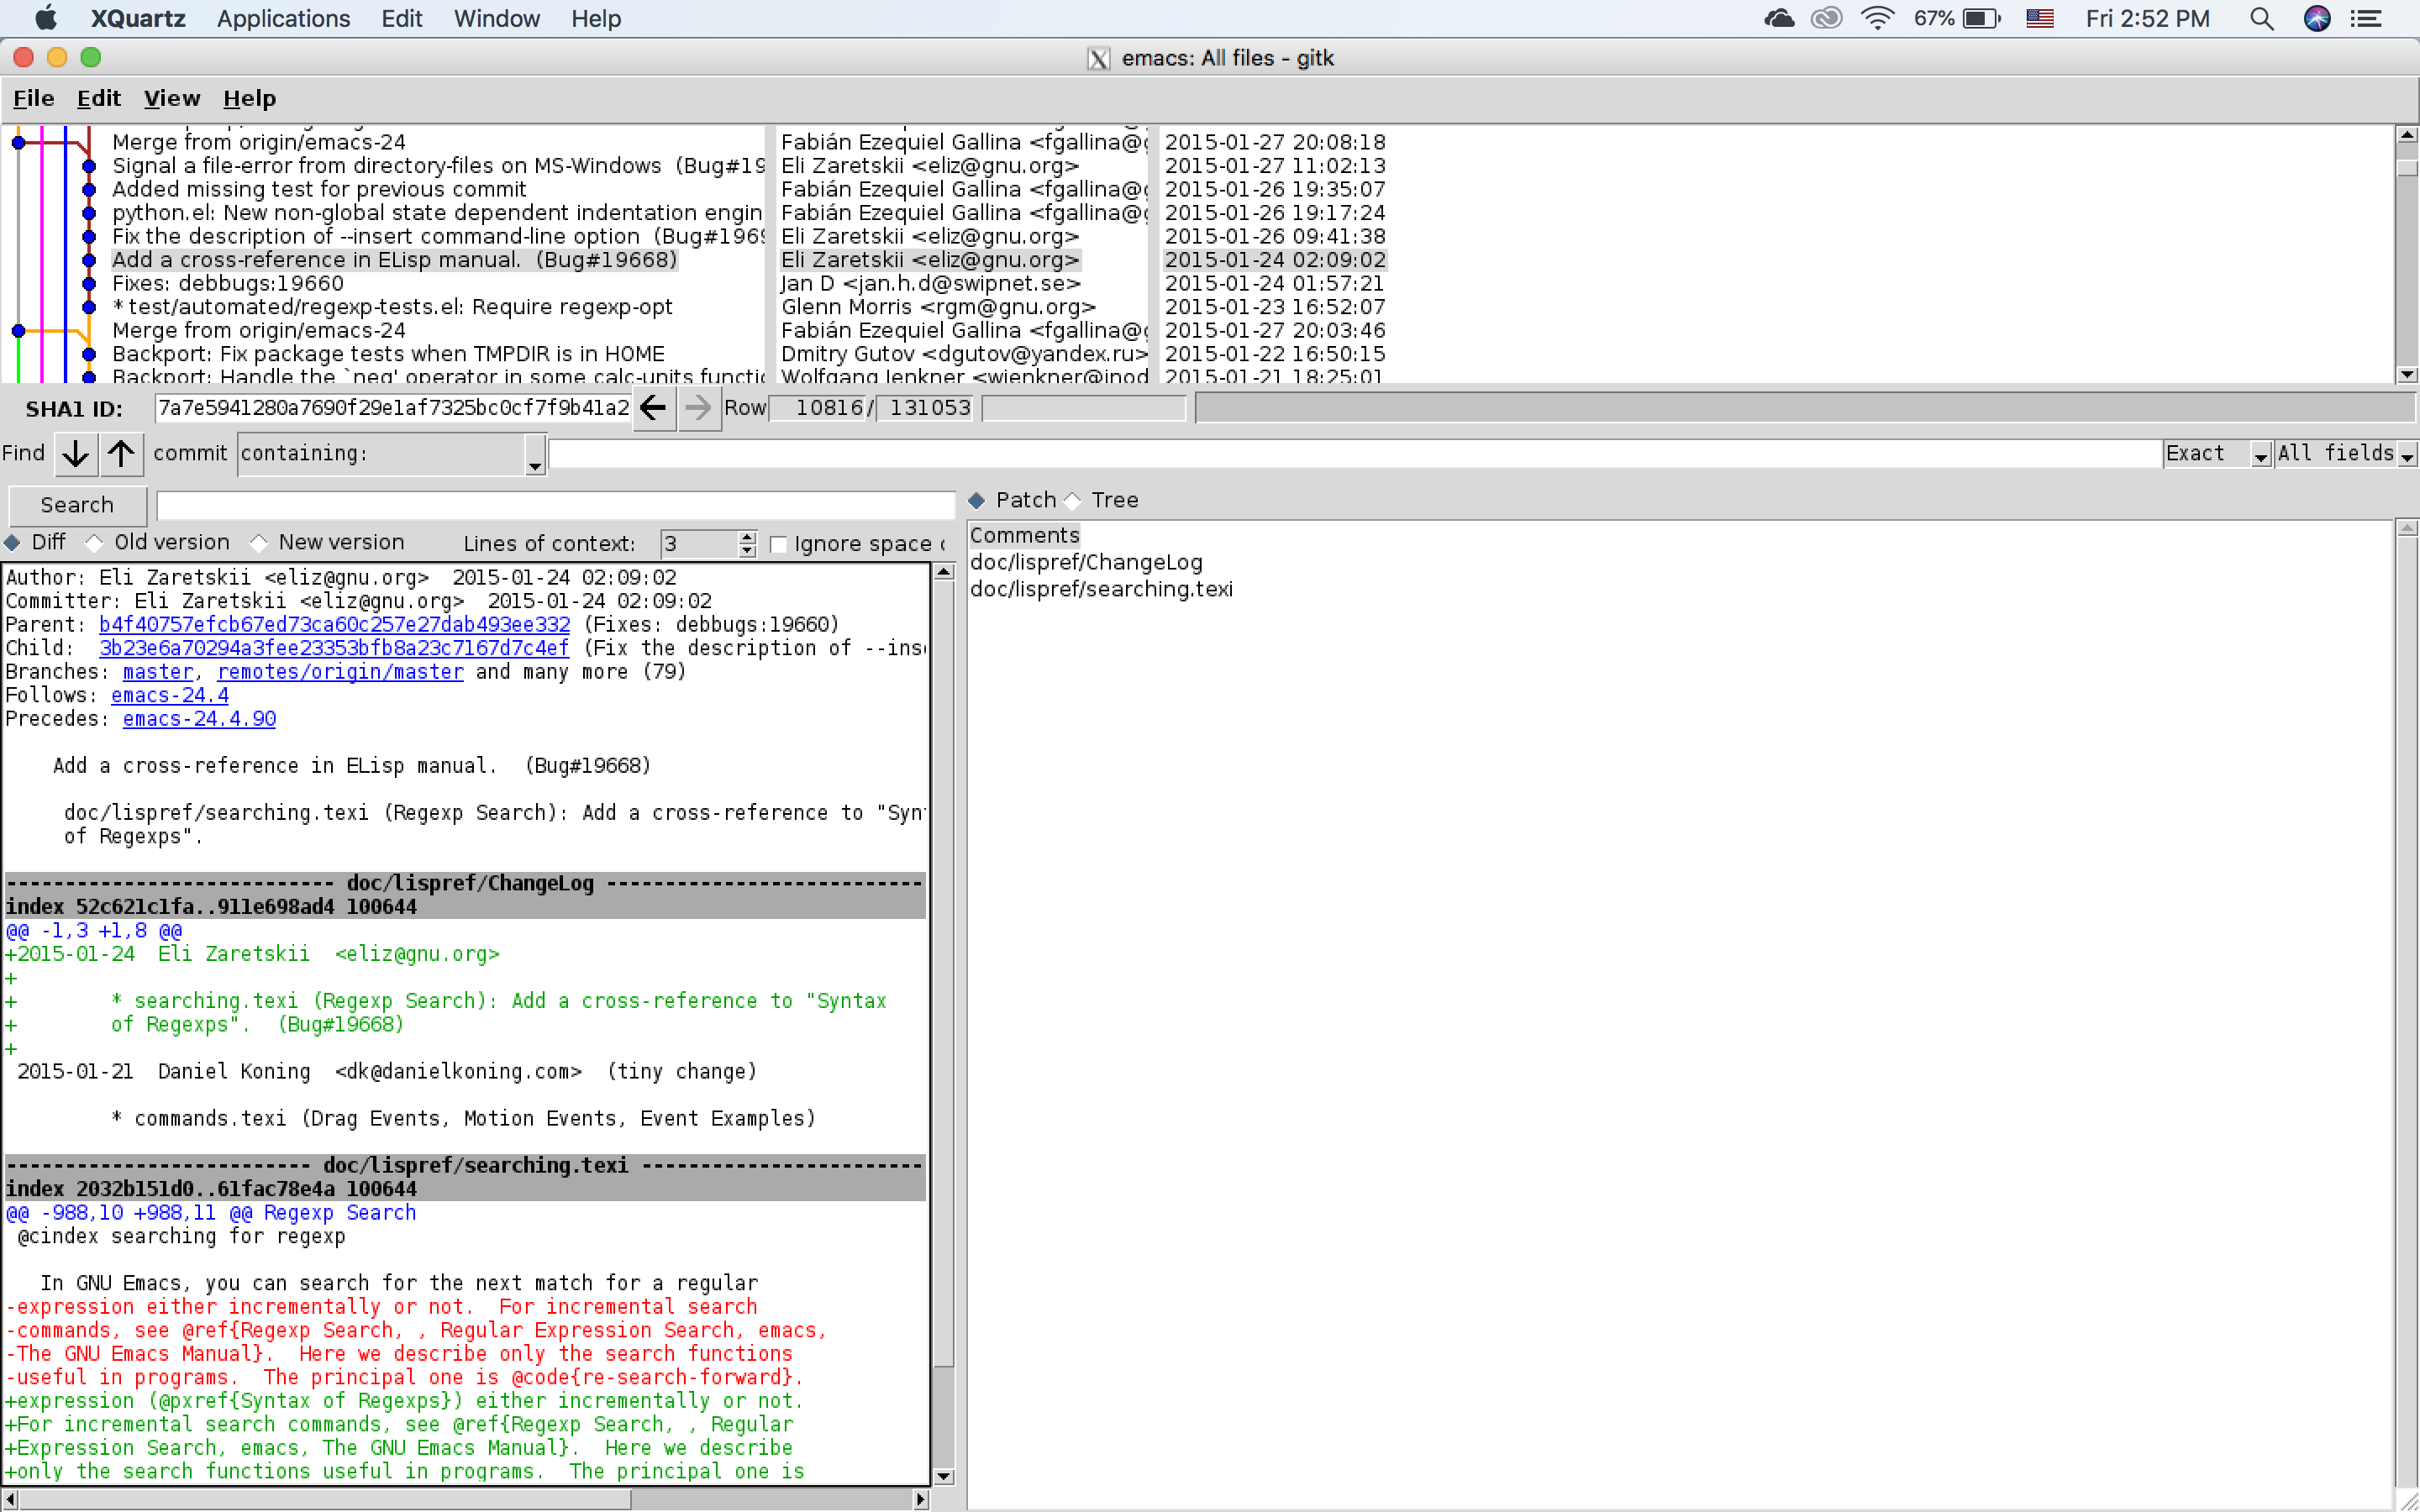 XQuartz Applications Edit Window Help 67% Fri 2:52 PM
emacs: All files - gitk
File Edit View Help
Merge from origin/emacs-24 Fabián Ezequiel Gallina <fgallina@g 2015-01-27 20:08:18
Signal a file-error from directory-files on MS-Windows (Bug#19 Eli Zaretskii <eliz@gnu.org> 2015-01-27 11:02:13
Added missing test for previous commit Fabián Ezequiel Gallina <fgallina@g 2015-01-26 19:35:07
python.el: New non-global state dependent indentation engin Fabián Ezequiel Gallina <fgallina@g 2015-01-26 19:17:24
Fix the description of --insert command-line option (Bug#1969 Eli Zaretskii <eliz@gnu.org> 2015-01-26 09:41:38
Add a cross-reference in ELisp manual. (Bug#19668) Eli Zaretskii <eliz@gnu.org> 2015-01-24 02:09:02
Fixes: debbugs:19660 Jan D <jan.h.d@swipnet.se> 2015-01-24 01:57:21
* test/automated/regexp-tests.el: Require regexp-opt Glenn Morris <rgm@gnu.org> 2015-01-23 16:52:07
Merge from origin/emacs-24 Fabián Ezequiel Gallina <fgallina@g 2015-01-27 20:03:46
Backport: Fix package tests when TMPDIR is in HOME Dmitry Gutov <dgutov@yandex.ru> 2015-01-22 16:50:15
Backport: Handle the `neg' operator in some calc-units functio Wolfgang Jenkner <wjenkner@inod 2015-01-21 18:25:01
SHA1 ID: 7a7e5941280a7690f29e1af7325bc0cf7f9b41a2 Row 10816 / 131053
Find commit containing: Exact All fields
Search
Patch Tree
Diff Old version New version Lines of context: 3 Ignore space c
Comments
doc/lispref/ChangeLog
doc/lispref/searching.texi
Author: Eli Zaretskii <eliz@gnu.org> 2015-01-24 02:09:02
Committer: Eli Zaretskii <eliz@gnu.org> 2015-01-24 02:09:02
Parent: b4f40757efcb67ed73ca60c257e27dab493ee332 (Fixes: debbugs:19660)
Child: 3b23e6a70294a3fee23353bfb8a23c7167d7c4ef (Fix the description of --inse
Branches: master, remotes/origin/master and many more (79)
Follows: emacs-24.4
Precedes: emacs-24.4.90
Add a cross-reference in ELisp manual. (Bug#19668)
doc/lispref/searching.texi (Regexp Search): Add a cross-reference to "Synt
of Regexps".
---------------------------- doc/lispref/ChangeLog ---------------------------
index 52c621c1fa..911e698ad4 100644
@@ -1,3 +1,8 @@
+2015-01-24 Eli Zaretskii <eliz@gnu.org>
+
+ * searching.texi (Regexp Search): Add a cross-reference to "Syntax
+ of Regexps". (Bug#19668)
+
2015-01-21 Daniel Koning <dk@danielkoning.com> (tiny change)
* commands.texi (Drag Events, Motion Events, Event Examples)
-------------------------- doc/lispref/searching.texi ------------------------
index 2032b151d0..61fac78e4a 100644
@@ -988,10 +988,11 @@ Regexp Search
@cindex searching for regexp
In GNU Emacs, you can search for the next match for a regular
-expression either incrementally or not. For incremental search
-commands, see @ref{Regexp Search, , Regular Expression Search, emacs,
-The GNU Emacs Manual}. Here we describe only the search functions
-useful in programs. The principal one is @code{re-search-forward}.
+expression (@pxref{Syntax of Regexps}) either incrementally or not.
+For incremental search commands, see @ref{Regexp Search, , Regular
+Expression Search, emacs, The GNU Emacs Manual}. Here we describe
+only the search functions useful in programs. The principal one is